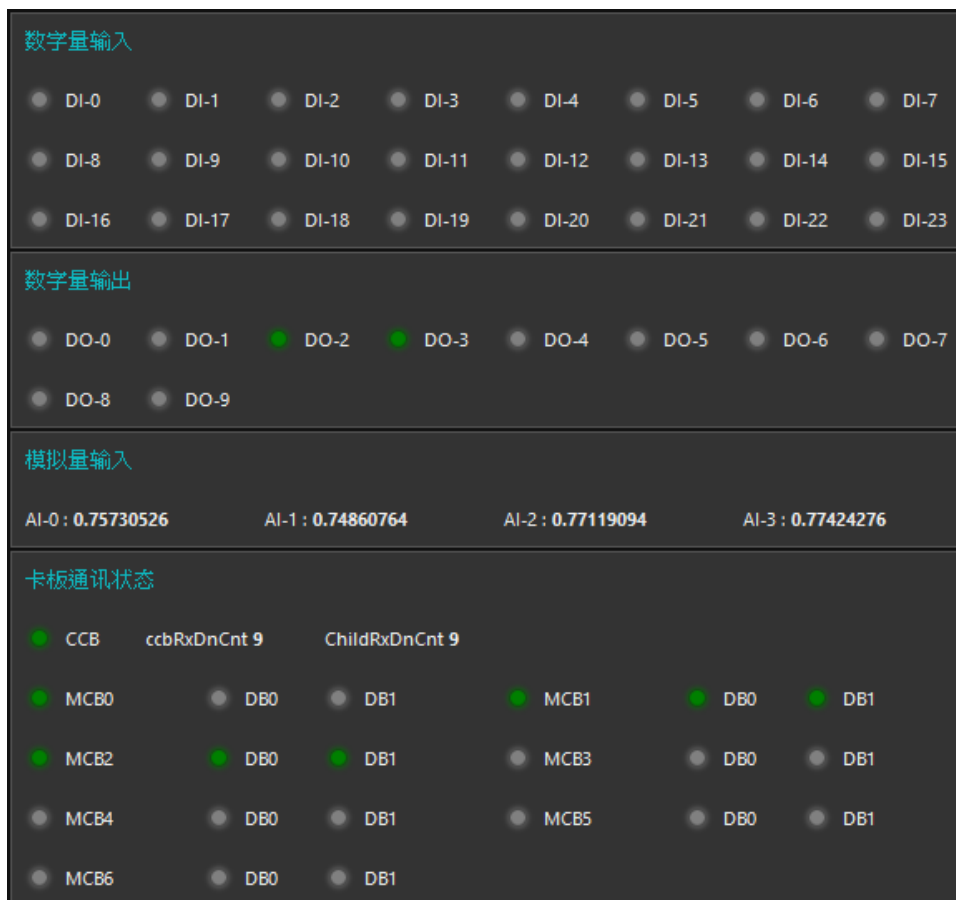 数字量输入
DI-0 DI-1 DI-2 DI-3 DI-4 DI-5 DI-6 DI-7
DI-8 DI-9 DI-10 DI-11 DI-12 DI-13 DI-14 DI-15
DI-16 DI-17 DI-18 DI-19 DI-20 DI-21 DI-22 DI-23
数字量输出
DO-0 DO-1 DO-2 DO-3 DO-4 DO-5 DO-6 DO-7
DO-8 DO-9
模拟量输入
AI-0 : 0.75730526 AI-1 : 0.74860764 AI-2 : 0.77119094 AI-3 : 0.77424276
卡板通讯状态
CCB ccbRxDnCnt 9 ChildRxDnCnt 9
MCB0 DB0 DB1 MCB1 DB0 DB1
MCB2 DB0 DB1 MCB3 DB0 DB1
MCB4 DB0 DB1 MCB5 DB0 DB1
MCB6 DB0 DB1